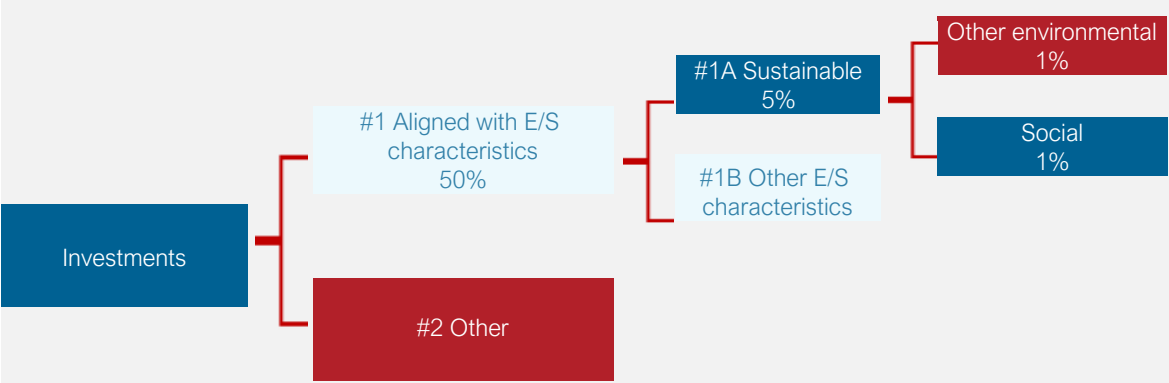 Investments
#1 Aligned with E/S
characteristics
50%
#2 Other
#1A Sustainable
5%
#1B Other E/S
characteristics
Other environmental
1%
Social
1%